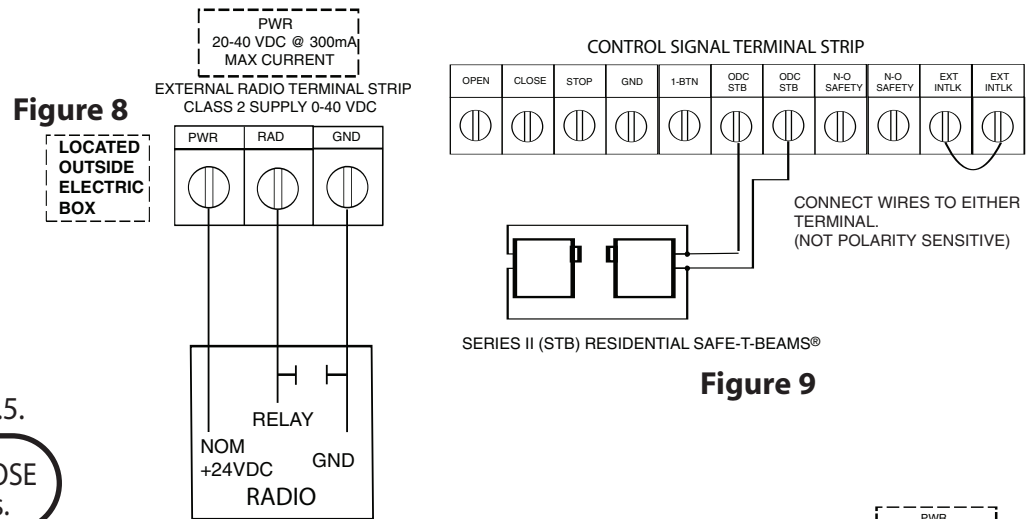 PWR
20-40 VDC @ 300mA
MAX CURRENT
EXTERNAL RADIO TERMINAL STRIP
CLASS 2 SUPPLY 0-40 VDC
Figure 8
LOCATED
OUTSIDE
ELECTRIC
BOX
PWR RAD GND
RELAY
NOM
+24VDC
GND
RADIO
CONTROL SIGNAL TERMINAL STRIP
OPEN CLOSE STOP GND 1-BTN ODC STB ODC STB N-O SAFETY N-O SAFETY EXT INTLK EXT INTLK
CONNECT WIRES TO EITHER
TERMINAL.
(NOT POLARITY SENSITIVE)
SERIES II (STB) RESIDENTIAL SAFE-T-BEAMS®
Figure 9
.5.
OSE
s.
PWR